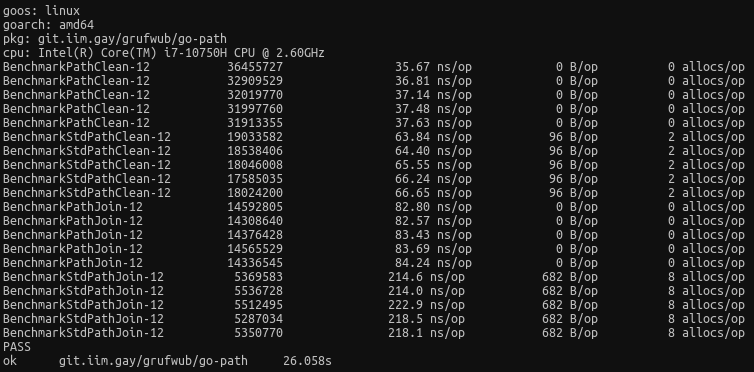 goos: linux
goarch: amd64
pkg: git.iim.gay/grufwub/go-path
cpu: Intel(R) Core(TM) i7-10750H CPU @ 2.60GHz
BenchmarkPathClean-12 36455727 35.67 ns/op 0 B/op 0 allocs/op
BenchmarkPathClean-12 32909529 36.81 ns/op 0 B/op 0 allocs/op
BenchmarkPathClean-12 32019770 37.14 ns/op 0 B/op 0 allocs/op
BenchmarkPathClean-12 31997760 37.48 ns/op 0 B/op 0 allocs/op
BenchmarkPathClean-12 31913355 37.63 ns/op 0 B/op 0 allocs/op
BenchmarkStdPathClean-12 19033582 63.84 ns/op 96 B/op 2 allocs/op
BenchmarkStdPathClean-12 18538406 64.40 ns/op 96 B/op 2 allocs/op
BenchmarkStdPathClean-12 18046008 65.55 ns/op 96 B/op 2 allocs/op
BenchmarkStdPathClean-12 17585035 66.24 ns/op 96 B/op 2 allocs/op
BenchmarkStdPathClean-12 18024200 66.65 ns/op 96 B/op 2 allocs/op
BenchmarkPathJoin-12 14592805 82.80 ns/op 0 B/op 0 allocs/op
BenchmarkPathJoin-12 14308640 82.57 ns/op 0 B/op 0 allocs/op
BenchmarkPathJoin-12 14376428 83.43 ns/op 0 B/op 0 allocs/op
BenchmarkPathJoin-12 14565529 83.69 ns/op 0 B/op 0 allocs/op
BenchmarkPathJoin-12 14336545 84.24 ns/op 0 B/op 0 allocs/op
BenchmarkStdPathJoin-12 5369583 214.6 ns/op 682 B/op 8 allocs/op
BenchmarkStdPathJoin-12 5536728 214.0 ns/op 682 B/op 8 allocs/op
BenchmarkStdPathJoin-12 5512495 222.9 ns/op 682 B/op 8 allocs/op
BenchmarkStdPathJoin-12 5287034 218.5 ns/op 682 B/op 8 allocs/op
BenchmarkStdPathJoin-12 5350770 218.1 ns/op 682 B/op 8 allocs/op
PASS
ok git.iim.gay/grufwub/go-path 26.058s